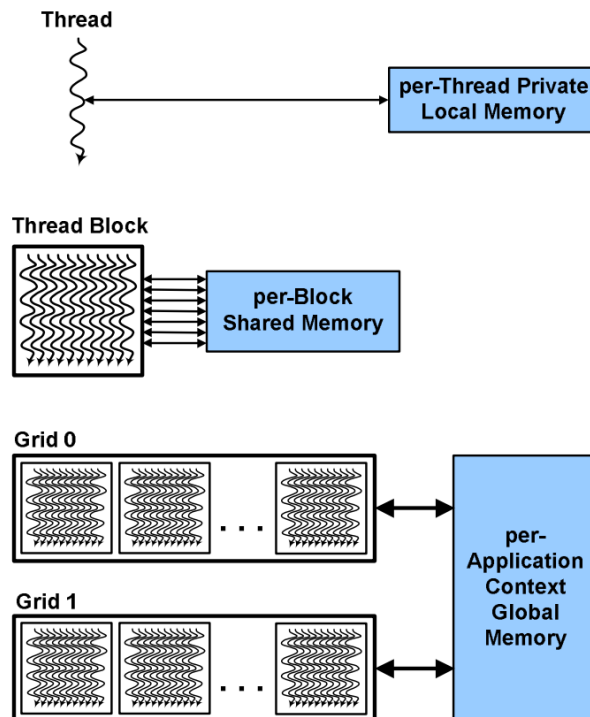 Thread
per-Thread Private
Local Memory
Thread Block
per-Block
Shared Memory
Grid 0
. . .
per-
Application
Context
Global
Memory
Grid 1
. . .